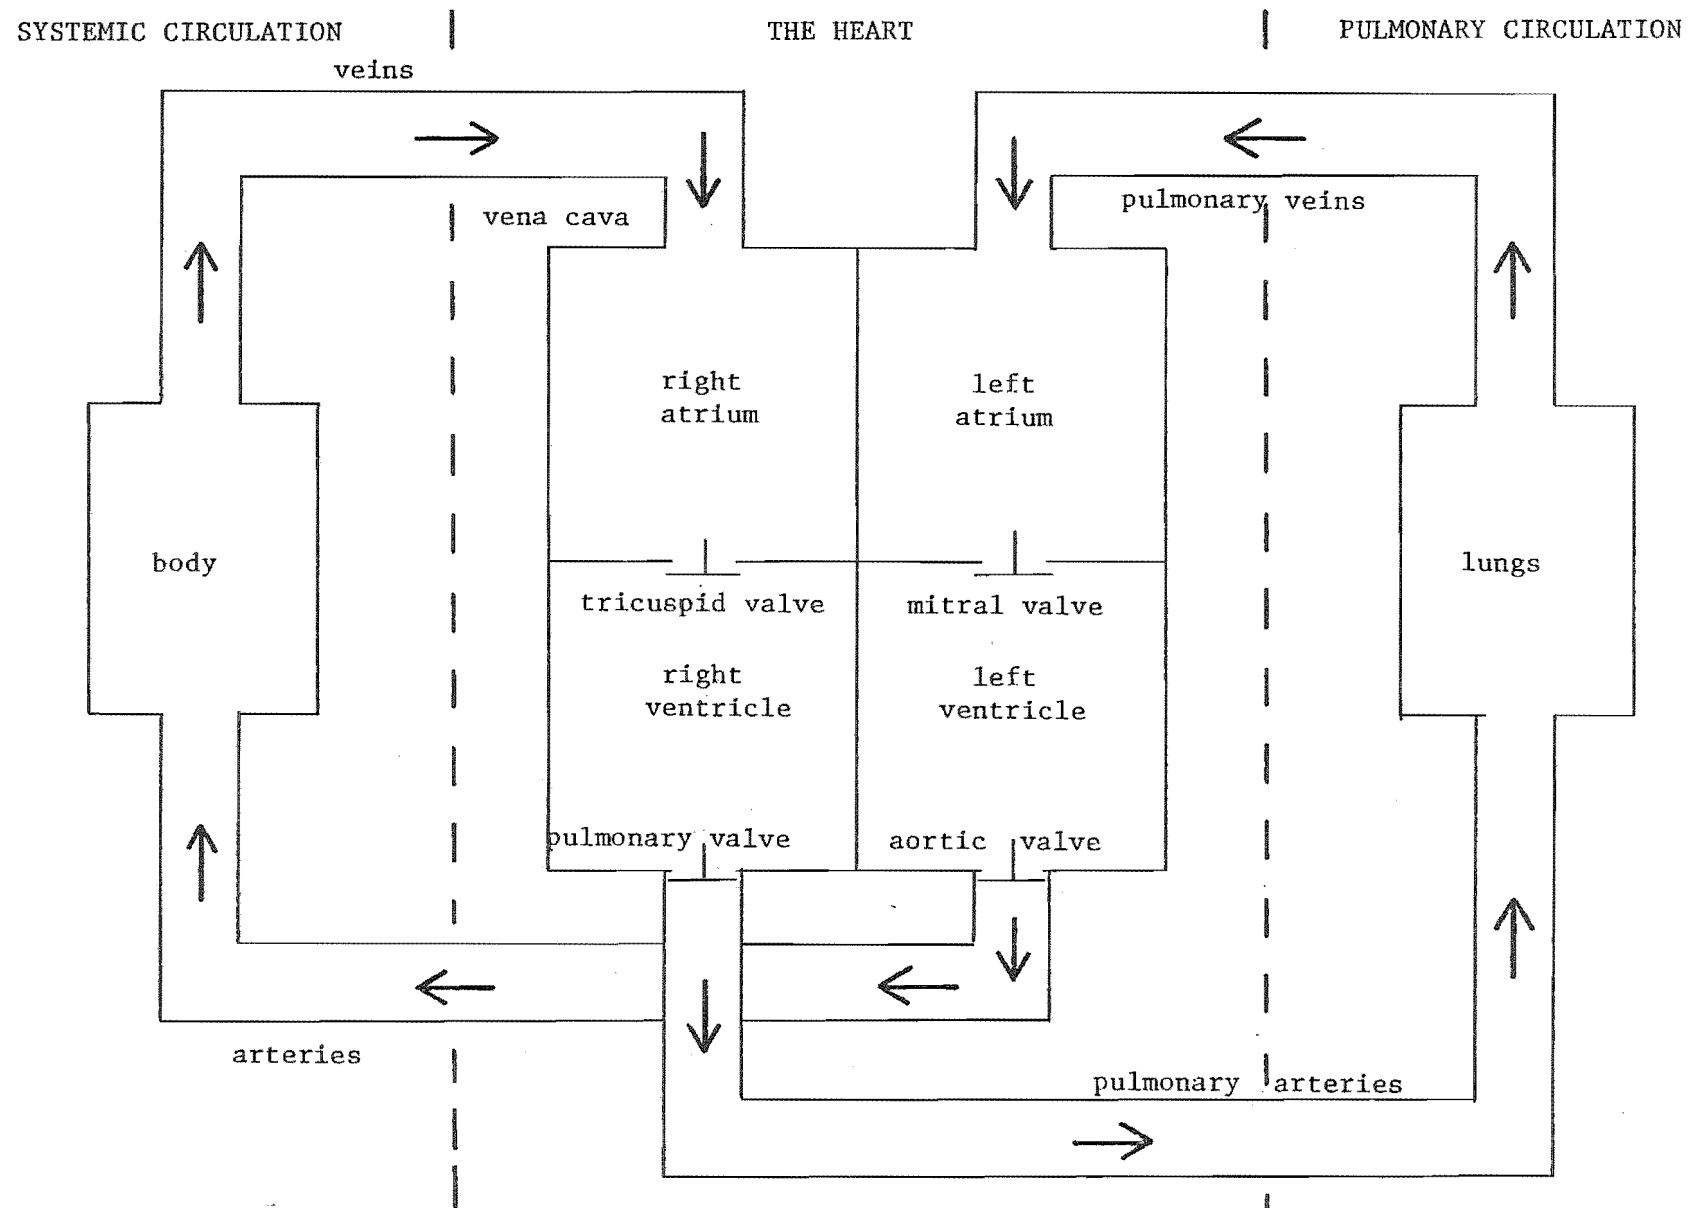 SYSTEMIC CIRCULATION
THE HEART
PULMONARY CIRCULATION
veins
vena cava
pulmonary veins
right
atrium
left
atrium
body
lungs
tricuspid valve
mitral valve
right
ventricle
left
ventricle
pulmonary valve
aortic valve
arteries
pulmonary arteries